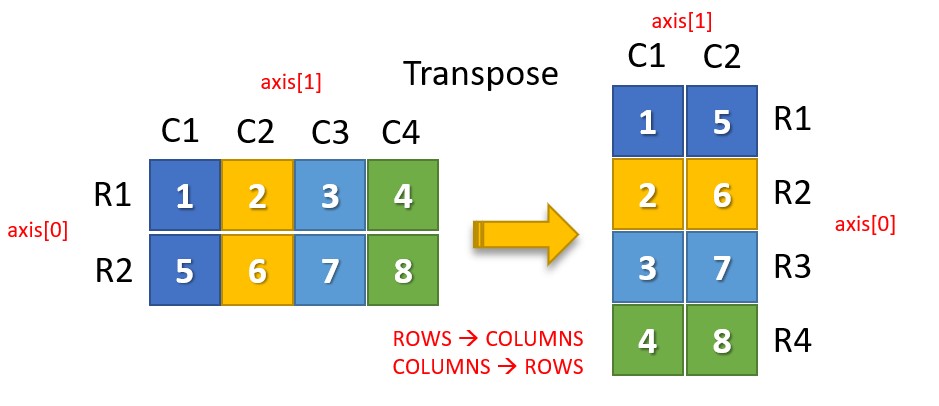 Transpose
axis[1]
C1 C2 C3 C4
axis[0]
R1 1 2 3 4
R2 5 6 7 8
ROWS → COLUMNS
COLUMNS → ROWS
axis[1]
C1 C2
1 5 R1
2 6 R2
axis[0]
3 7 R3
4 8 R4